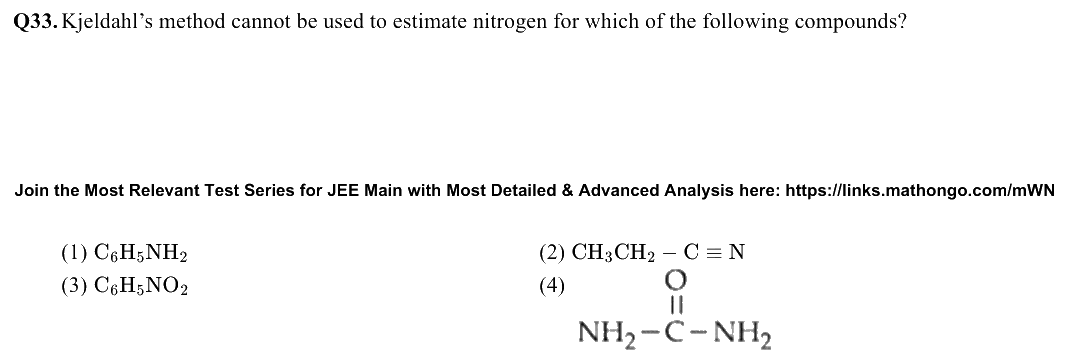 Q33. Kjeldahl's method cannot be used to estimate nitrogen for which of the following compounds?
Join the Most Relevant Test Series for JEE Main with Most Detailed & Advanced Analysis here: https://links.mathongo.com/mWN
(1) C₆H₅NH₂ (2) CH₃CH₂ – C ≡ N
(3) C₆H₅NO₂ (4)
O
||
NH₂–C–NH₂